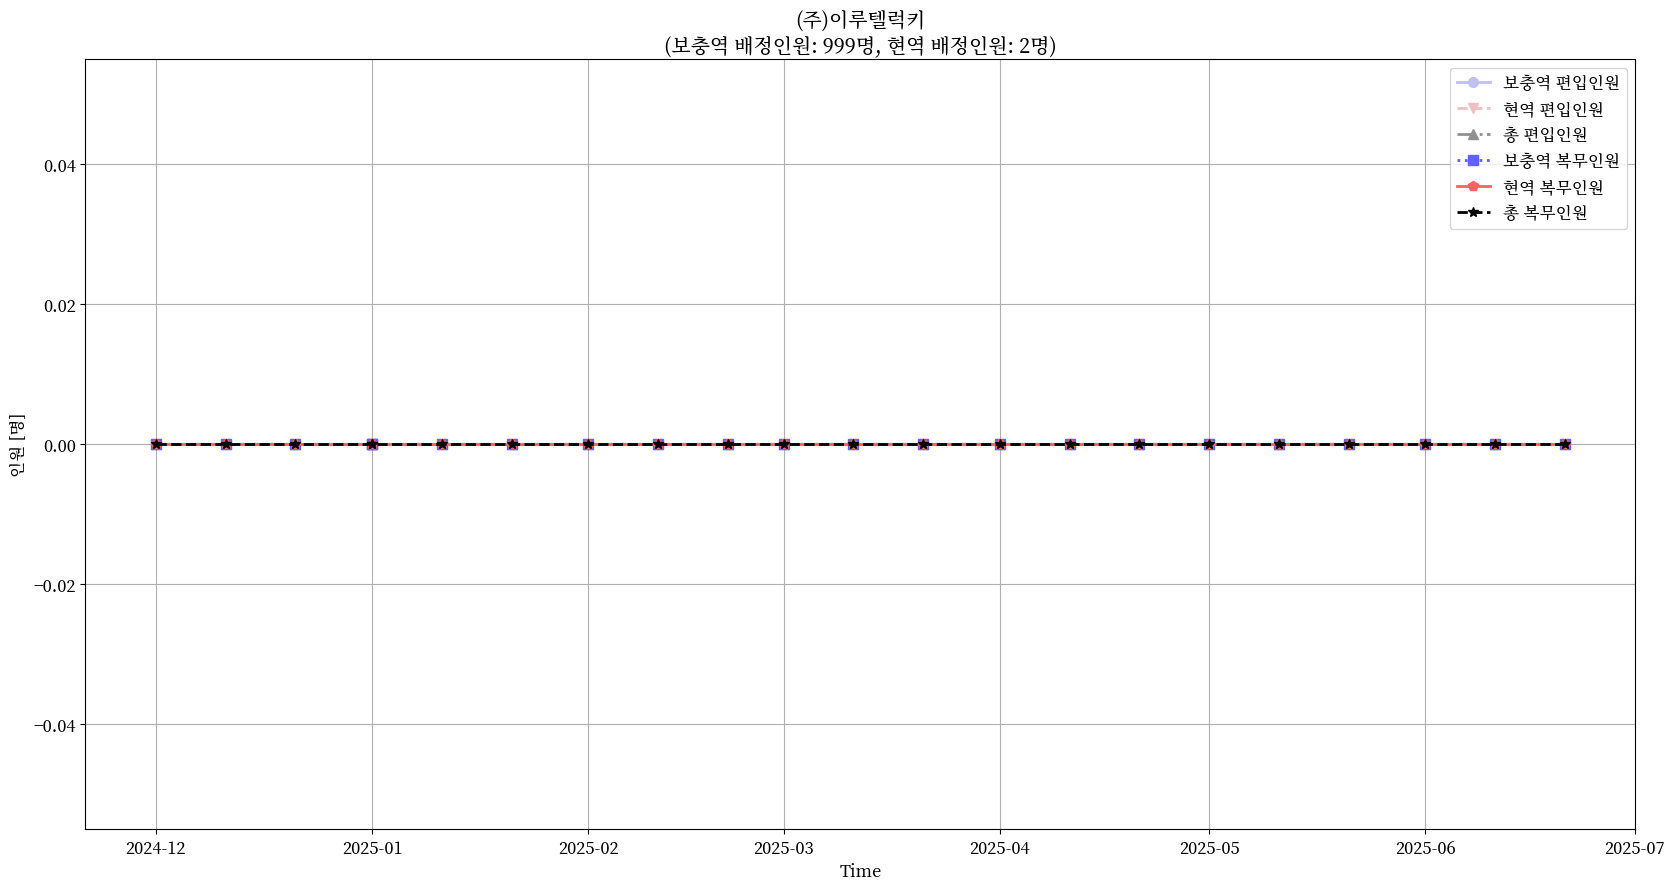 (주)이루텔럭키
(보충역 배정인원: 999명, 현역 배정인원: 2명)
보충역 편입인원
현역 편입인원
총 편입인원
보충역 복무인원
현역 복무인원
총 복무인원
인원 [명]
0.04
0.02
0.00
−0.02
−0.04
2024-12
2025-01
2025-02
2025-03
2025-04
2025-05
2025-06
2025-07
Time